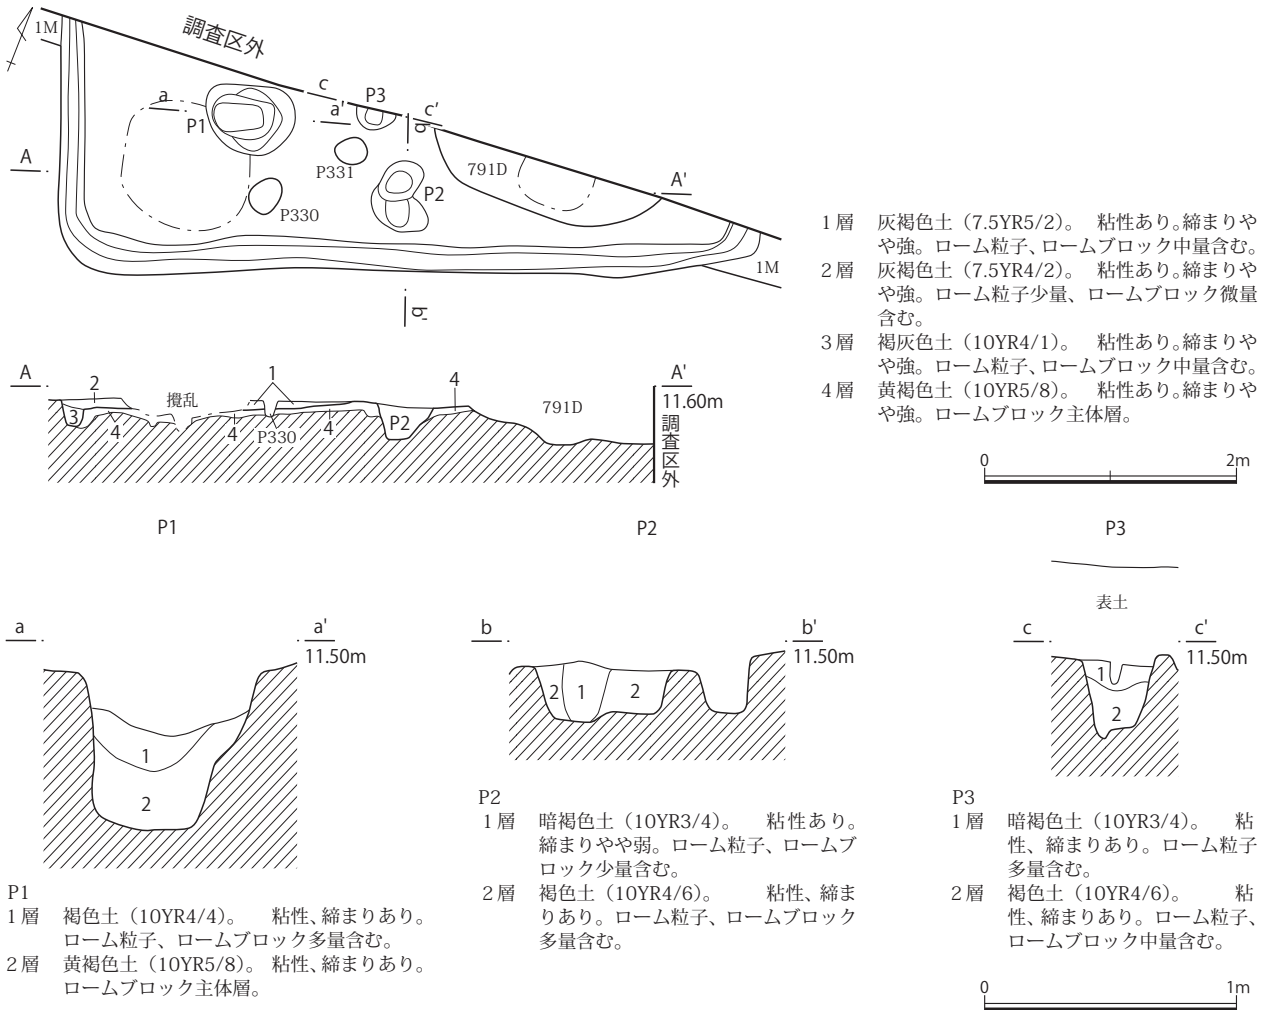 1M
調査区外
c
a
P1
a'
P3
c'
b
A
P331
791D
A'
P2
P330
1M
b'
1層 灰褐色土（7.5YR5/2）。 粘性あり。締まりや
や強。ローム粒子、ロームブロック中量含む。
2層 灰褐色土（7.5YR4/2）。 粘性あり。締まりや
や強。ローム粒子少量、ロームブロック微量
含む。
3層 褐灰色土（10YR4/1）。 粘性あり。締まりや
や強。ローム粒子、ロームブロック中量含む。
4層 黄褐色土（10YR5/8）。 粘性あり。締まりや
や強。ロームブロック主体層。
A
2
攪乱
1
4
791D
A'
11.60m
3
4
4
P330
4
P2
調査区外
0 2m
P1
P2
P3
表土
a
a'
11.50m
1
2
b
b'
11.50m
2
1
2
c
c'
11.50m
1
2
P1
1層 褐色土（10YR4/4）。 粘性、締まりあり。
ローム粒子、ロームブロック多量含む。
2層 黄褐色土（10YR5/8）。 粘性、締まりあり。
ロームブロック主体層。
P2
1層 暗褐色土（10YR3/4）。 粘性あり。
締まりやや弱。ローム粒子、ロームブ
ロック少量含む。
2層 褐色土（10YR4/6）。 粘性、締ま
りあり。ローム粒子、ロームブロック
多量含む。
P3
1層 暗褐色土（10YR3/4）。 粘
性、締まりあり。ローム粒子
多量含む。
2層 褐色土（10YR4/6）。 粘
性、締まりあり。ローム粒子、
ロームブロック中量含む。
0 1m